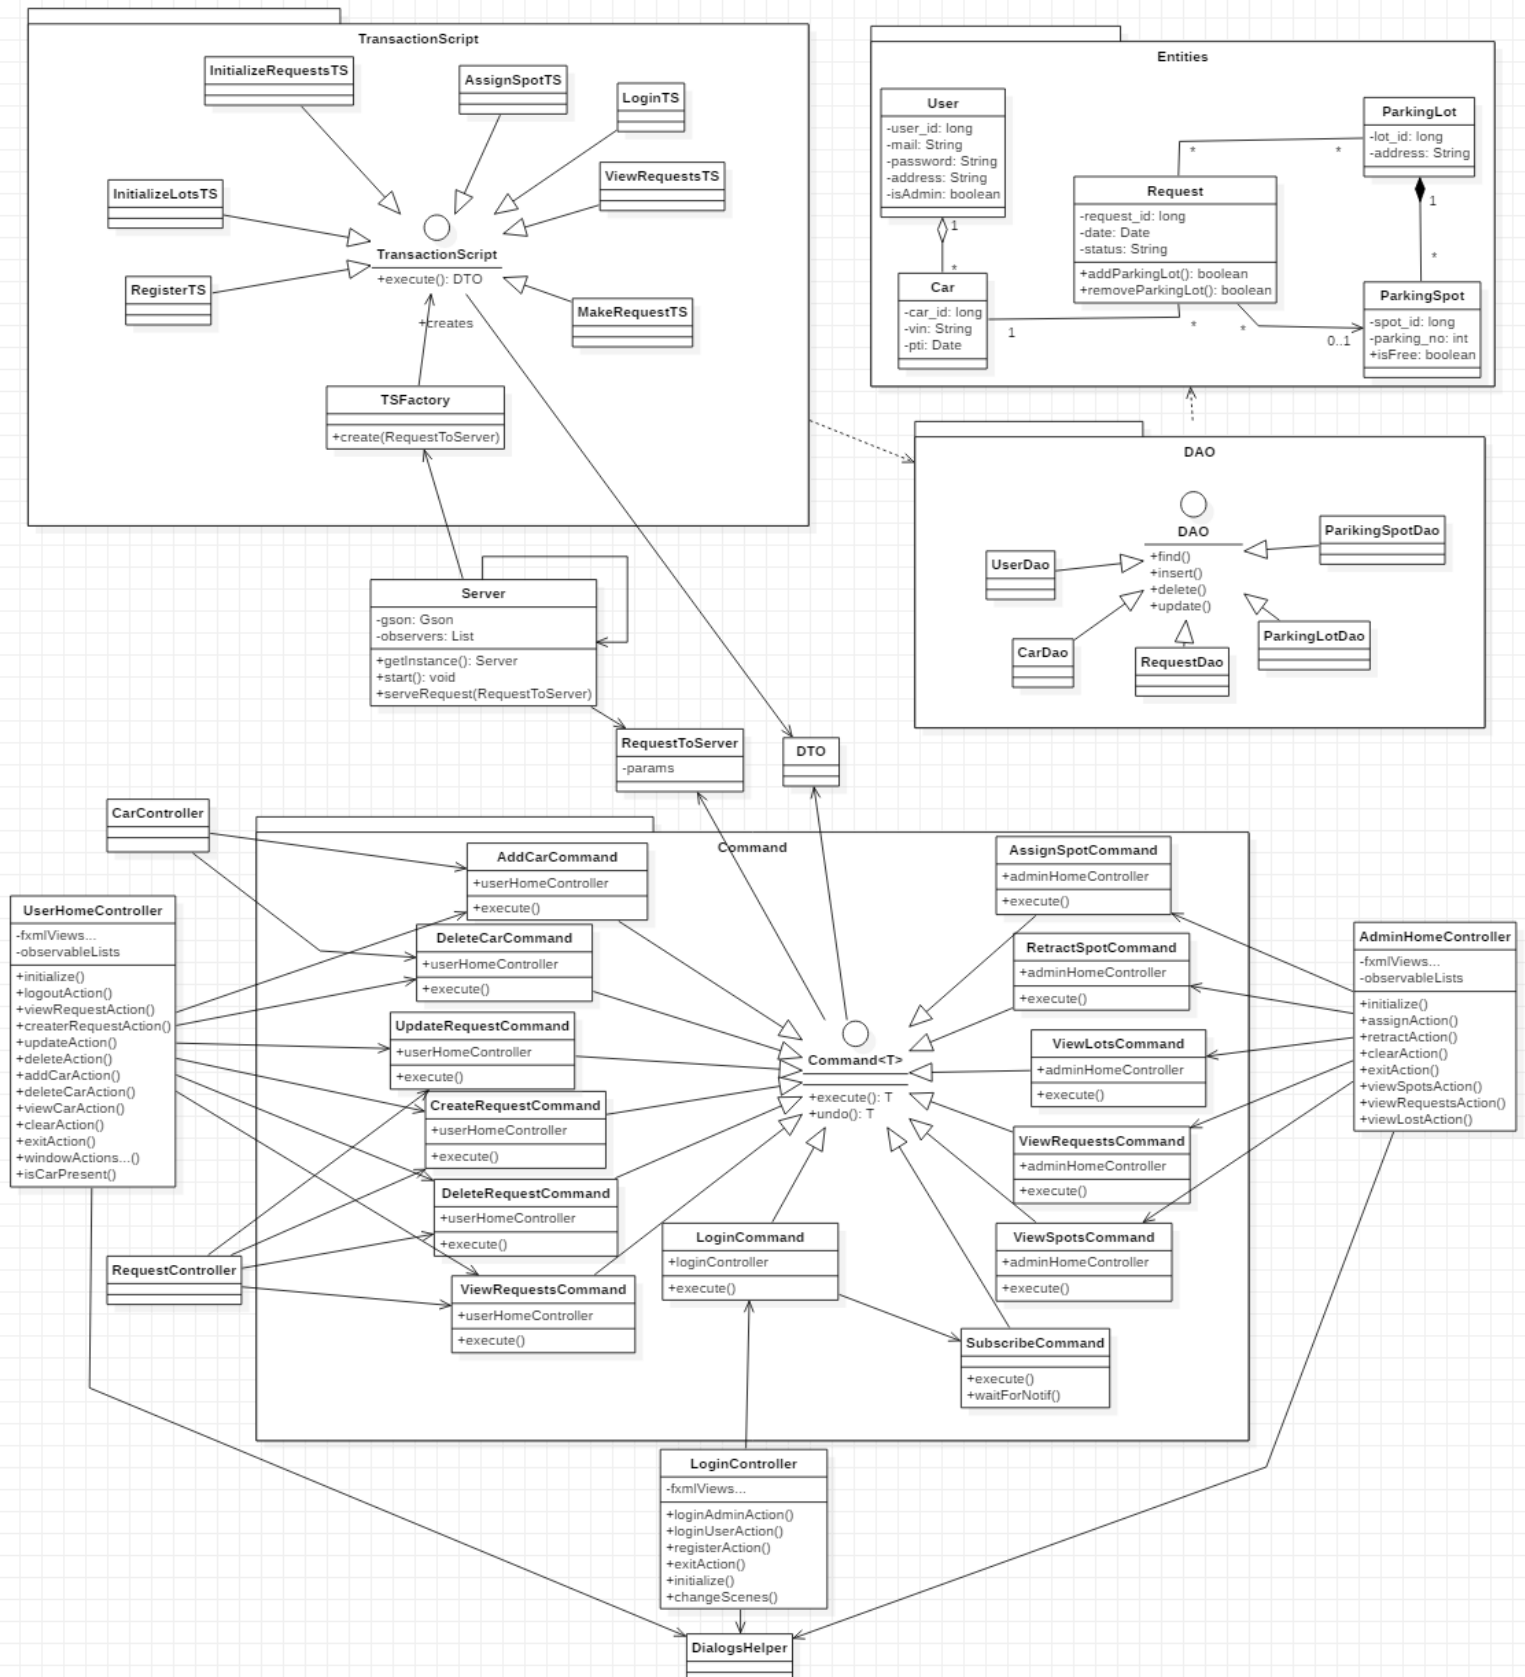 TransactionScript
InitializeRequestsTS
AssignSpotTS
LoginTS
ViewRequestsTS
InitializeLotsTS
TransactionScript
+execute(): DTO
RegisterTS
MakeRequestTS
+creates
TSFactory
+create(RequestToServer)
Entities
User
-user_id: long
-mail: String
-password: String
-address: String
-isAdmin: boolean
1
*
Car
-car_id: long
-vin: String
-pti: Date
1
*
Request
-request_id: long
-date: Date
-status: String
+addParkingLot(): boolean
+removeParkingLot(): boolean
*
*
ParkingLot
-lot_id: long
-address: String
1
*
*
0..1
ParkingSpot
-spot_id: long
-parking_no: int
+isFree: boolean
DAO
DAO
+find()
+insert()
+delete()
+update()
ParikingSpotDao
UserDao
CarDao
RequestDao
ParkingLotDao
Server
-gson: Gson
-observers: List
+getInstance(): Server
+start(): void
+serveRequest(RequestToServer)
RequestToServer
-params
DTO
CarController
Command
AddCarCommand
+userHomeController
+execute()
DeleteCarCommand
+userHomeController
+execute()
UpdateRequestCommand
+userHomeController
+execute()
CreateRequestCommand
+userHomeController
+execute()
DeleteRequestCommand
+userHomeController
+execute()
ViewRequestsCommand
+userHomeController
+execute()
UserHomeController
-fxmlViews...
-observableLists
+initialize()
+logoutAction()
+viewRequestAction()
+createrRequestAction()
+updateAction()
+deleteAction()
+addCarAction()
+deleteCarAction()
+viewCarAction()
+clearAction()
+exitAction()
+windowActions...()
+isCarPresent()
RequestController
Command<T>
+execute(): T
+undo(): T
AssignSpotCommand
+adminHomeController
+execute()
RetractSpotCommand
+adminHomeController
+execute()
ViewLotsCommand
+adminHomeController
+execute()
ViewRequestsCommand
+adminHomeController
+execute()
ViewSpotsCommand
+adminHomeController
+execute()
LoginCommand
+loginController
+execute()
SubscribeCommand
+execute()
+waitForNotif()
AdminHomeController
-fxmlViews...
-observableLists
+initialize()
+assignAction()
+retractAction()
+clearAction()
+exitAction()
+viewSpotsAction()
+viewRequestsAction()
+viewLostAction()
LoginController
-fxmlViews...
+loginAdminAction()
+loginUserAction()
+registerAction()
+exitAction()
+initialize()
+changeScenes()
DialogsHelper